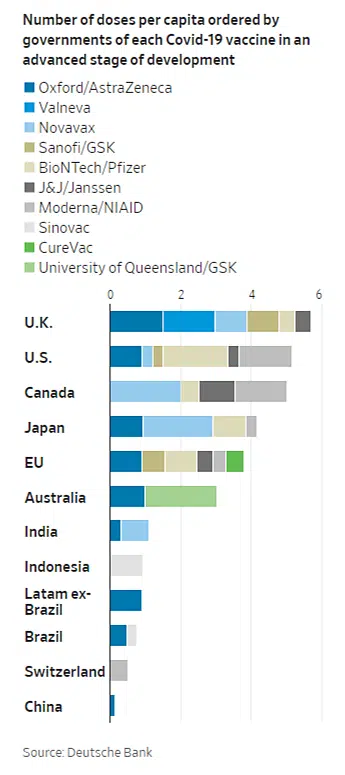 Number of doses per capita ordered by
governments of each Covid-19 vaccine in an
advanced stage of development
Oxford/AstraZeneca
Valneva
Novavax
Sanofi/GSK
BioNTech/Pfizer
J&J/Janssen
Moderna/NIAID
Sinovac
CureVac
University of Queensland/GSK
0 2 4 6
U.K.
U.S.
Canada
Japan
EU
Australia
India
Indonesia
Latam ex-
Brazil
Brazil
Switzerland
China
Source: Deutsche Bank